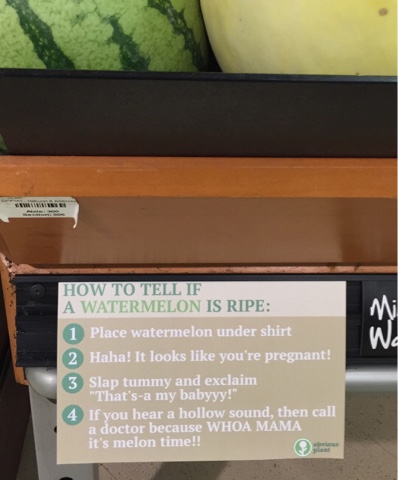 HOW TO TELL IF
A WATERMELON IS RIPE:
1 Place watermelon under shirt
2 Haha! It looks like you're pregnant!
3 Slap tummy and exclaim
"That's-a my babyyy!"
4 If you hear a hollow sound, then call
a doctor because WHOA MAMA
it's melon time!!
obvious
plant